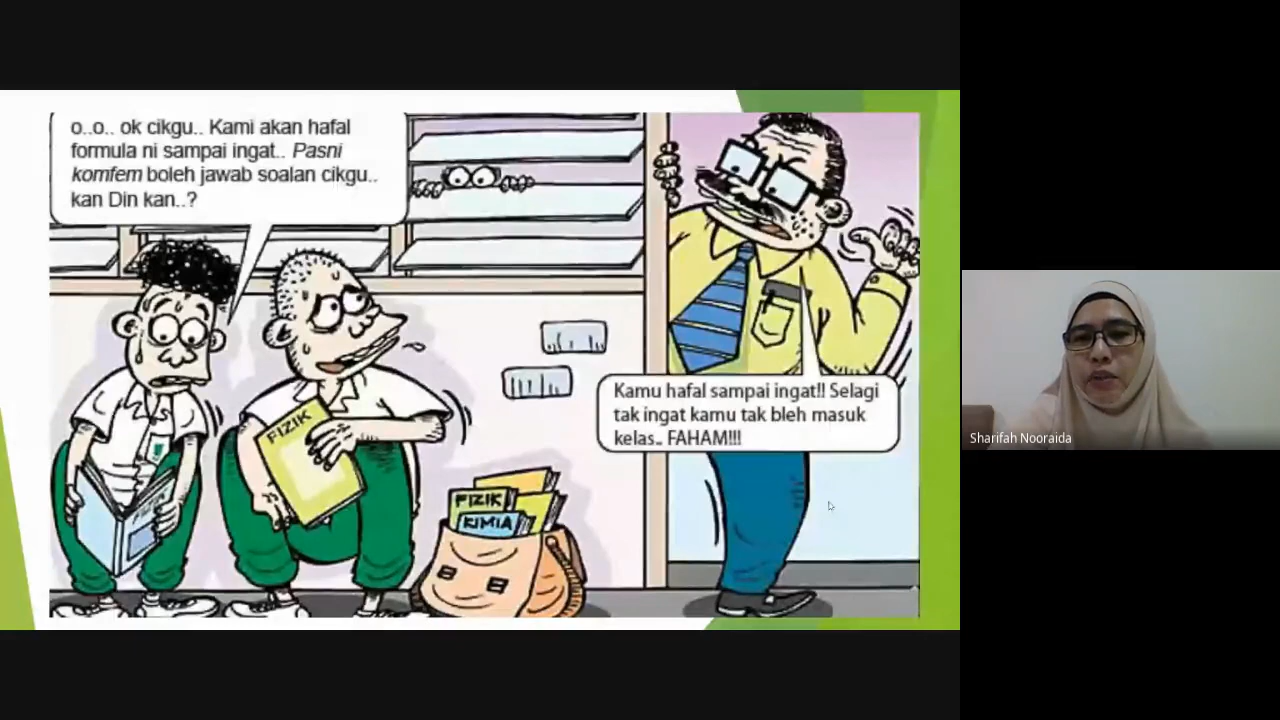 o..o.. ok cikgu.. Kami akan hafal
formula ni sampai ingat.. Pasni
komfem boleh jawab soalan cikgu..
kan Din kan..?
Kamu hafal sampai ingat!! Selagi
tak ingat kamu tak bleh masuk
kelas.. FAHAM!!!
FIZIK
FIZIK
KIMIA
Sharifah Nooraida